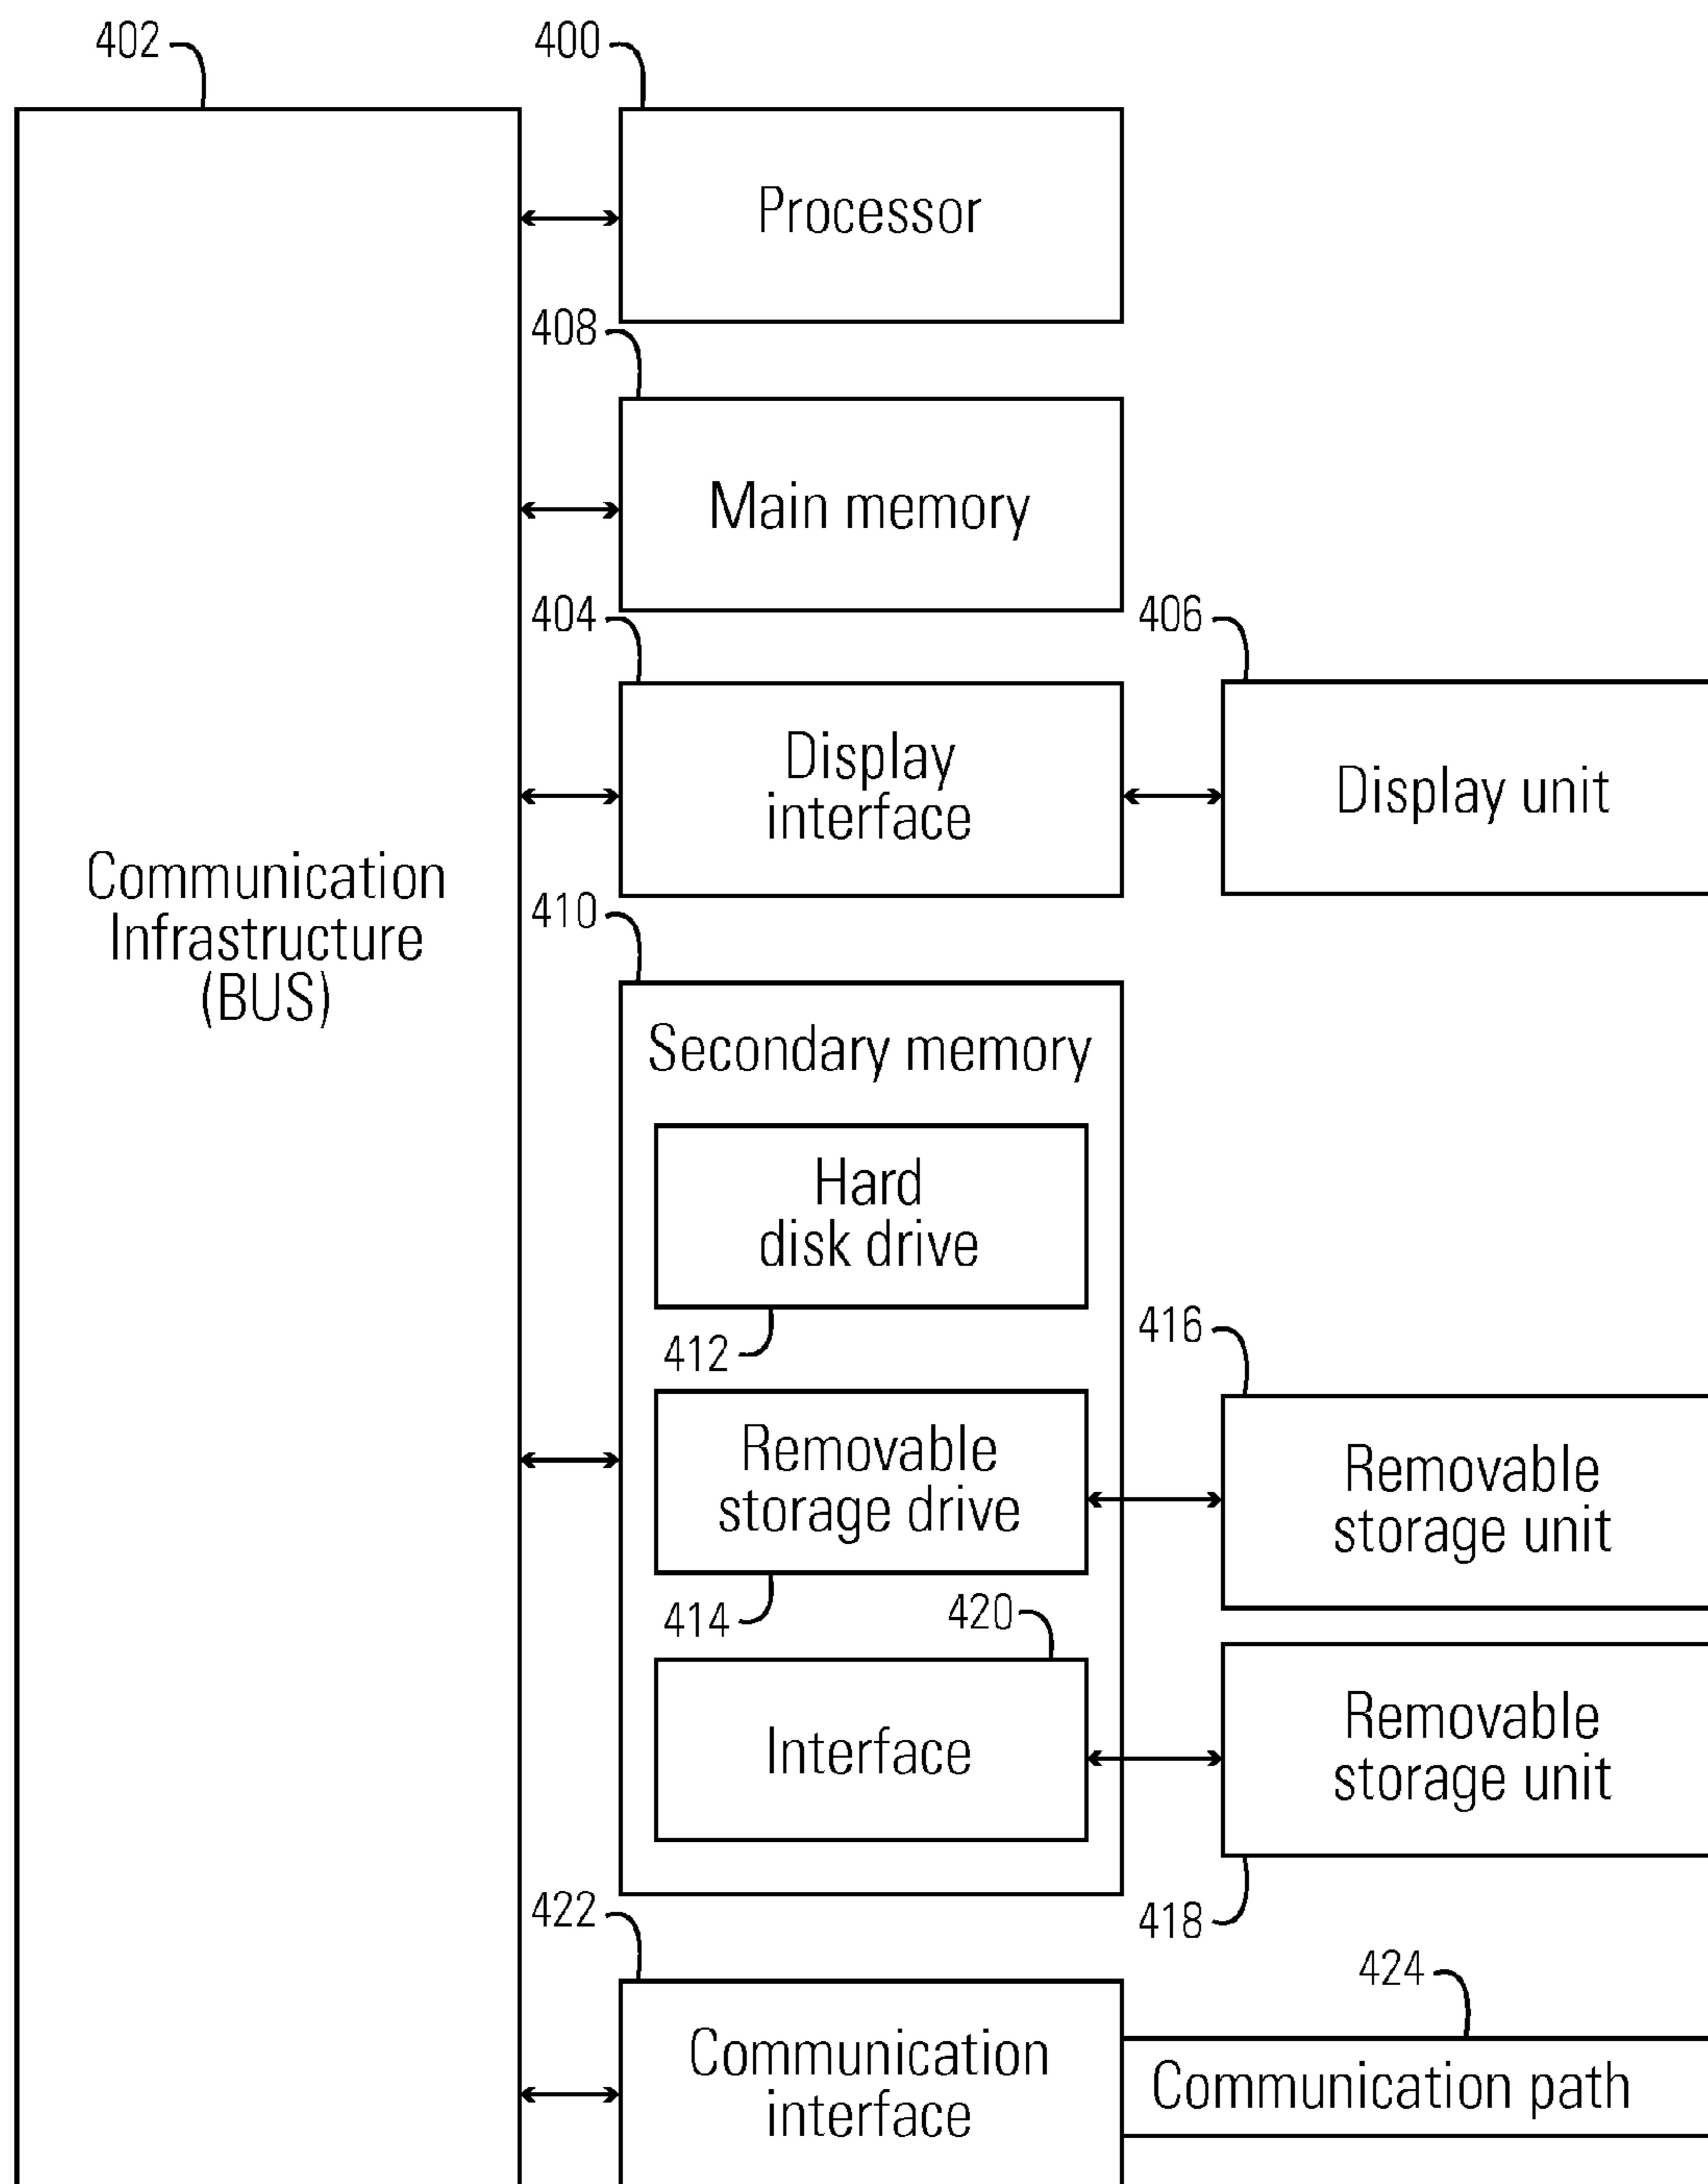 402
400
Processor
408
Main memory
404
406
Display
interface
Display unit
Communication
Infrastructure
(BUS)
410
Secondary memory
Hard
disk drive
412
416
Removable
storage drive
Removable
storage unit
414
420
Interface
Removable
storage unit
418
422
424
Communication
interface
Communication path